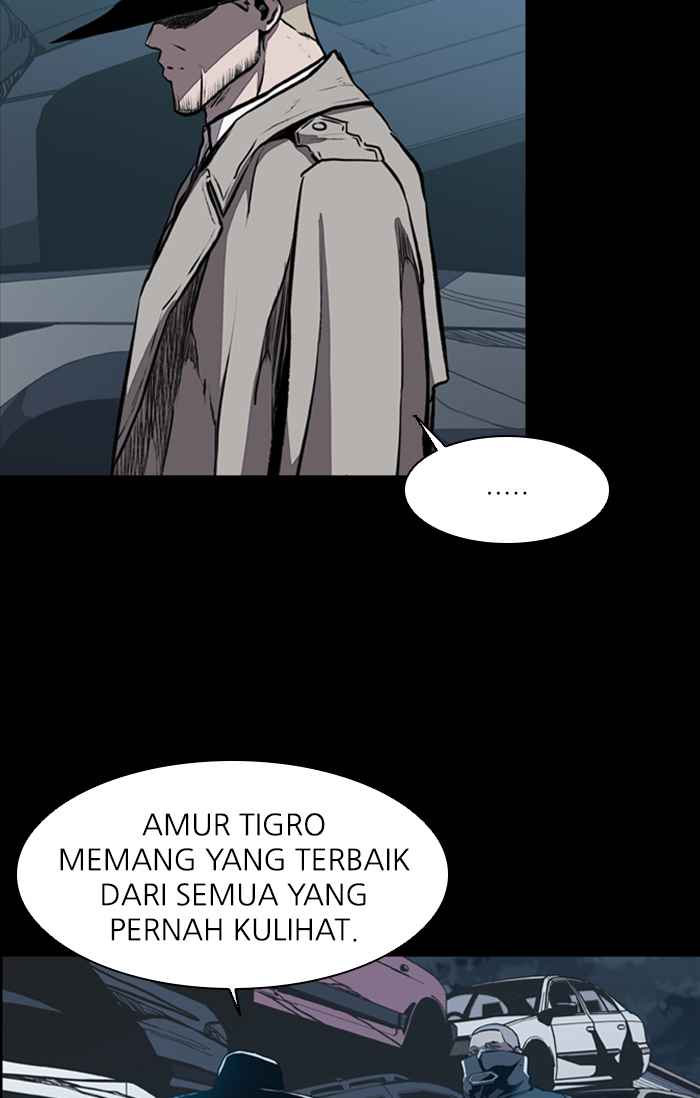 .....
AMUR TIGRO
MEMANG YANG TERBAIK
DARI SEMUA YANG
PERNAH KULIHAT.